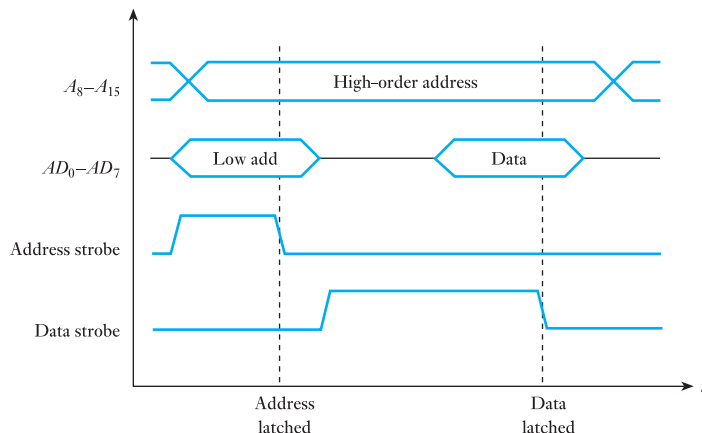 A8–A15
High–order address
AD0–AD7
Low add
Data
Address strobe
Data strobe
Address
latched
Data
latched